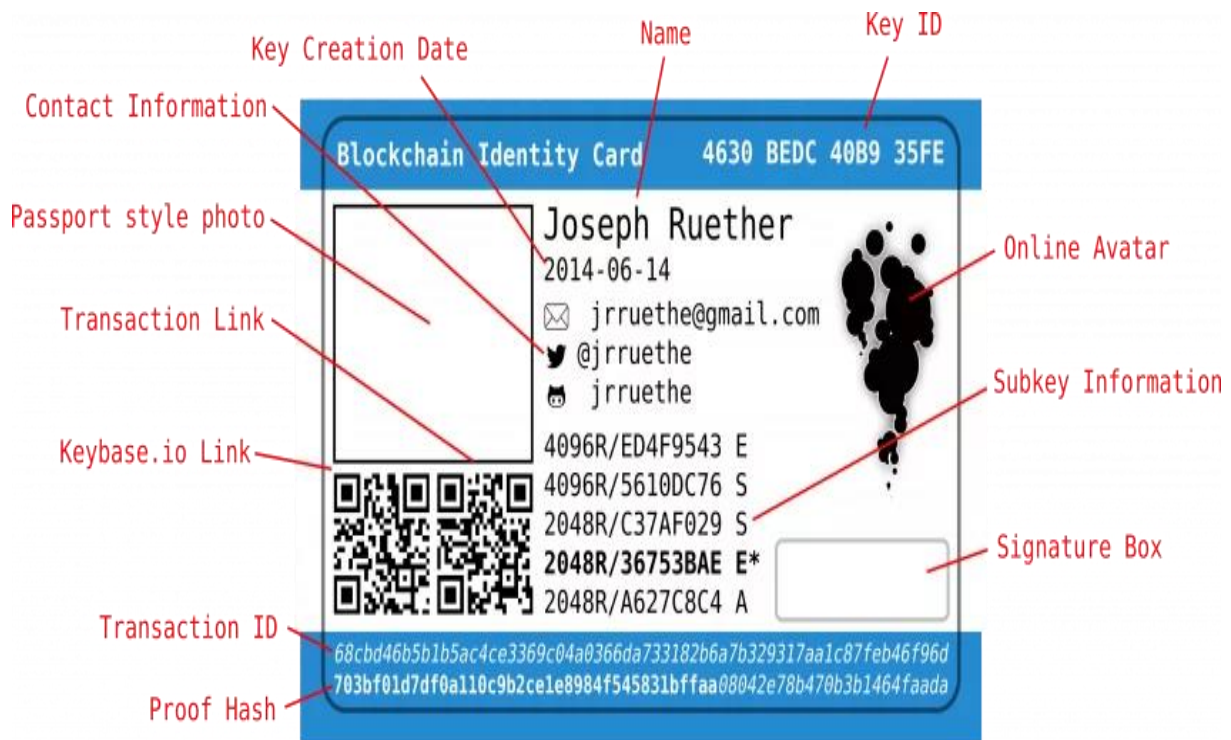 Key Creation Date
Name
Key ID
Contact Information
Blockchain Identity Card 4630 BEDC 40B9 35FE
Passport style photo
Joseph Ruether
2014-06-14
Online Avatar
jrruethe@gmail.com
Transaction Link
@jrruethe
jrruethe
Subkey Information
Keybase.io Link
4096R/ED4F9543 E
4096R/5610DC76 S
2048R/C37AF029 S
2048R/36753BAE E*
2048R/A627C8C4 A
Signature Box
Transaction ID
68cbd46b5b1b5ac4ce3369c04a0366da733182b6a7b329317aa1c87feb46f96d
703bf01d7df0a110c9b2ce1e8984f545831bffaa08042e78b470b3b1464faada
Proof Hash